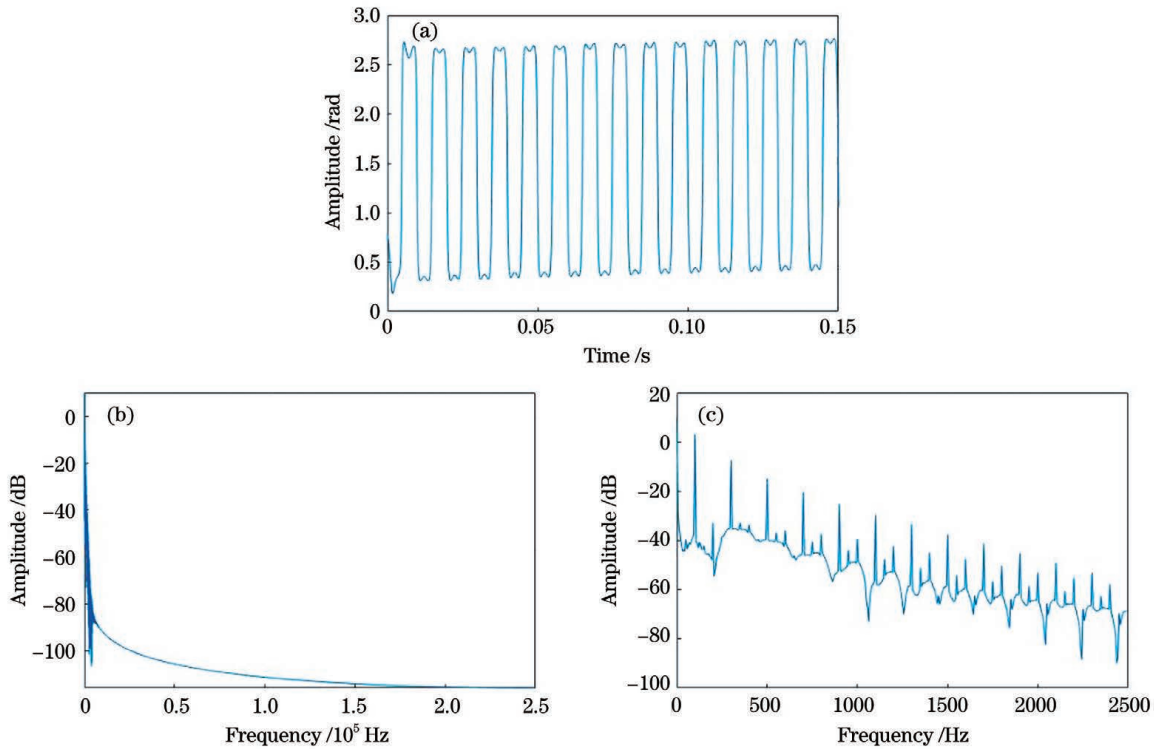 (a)
3.0
2.5
2.0
1.5
1.0
0.5
0
Amplitude /rad
0 0.05 0.10 0.15
Time /s
(b)
0
−20
−40
−60
−80
−100
Amplitude /dB
0 0.5 1.0 1.5 2.0 2.5
Frequency /10⁵ Hz
(c)
20
0
−20
−40
−60
−80
−100
Amplitude /dB
0 500 1000 1500 2000 2500
Frequency /Hz